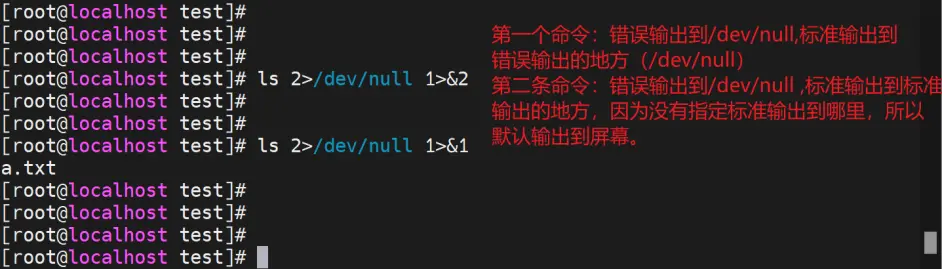 [root@localhost test]#
[root@localhost test]#
[root@localhost test]#
[root@localhost test]# ls 2>/dev/null 1>&2
[root@localhost test]#
[root@localhost test]#
[root@localhost test]# ls 2>/dev/null 1>&1
a.txt
[root@localhost test]#
[root@localhost test]#
[root@localhost test]#
[root@localhost test]#
第一个命令：错误输出到/dev/null,标准输出到
错误输出的地方（/dev/null）
第二条命令：错误输出到/dev/null ,标准输出到标准
输出的地方，因为没有指定标准输出到哪里，所以
默认输出到屏幕。